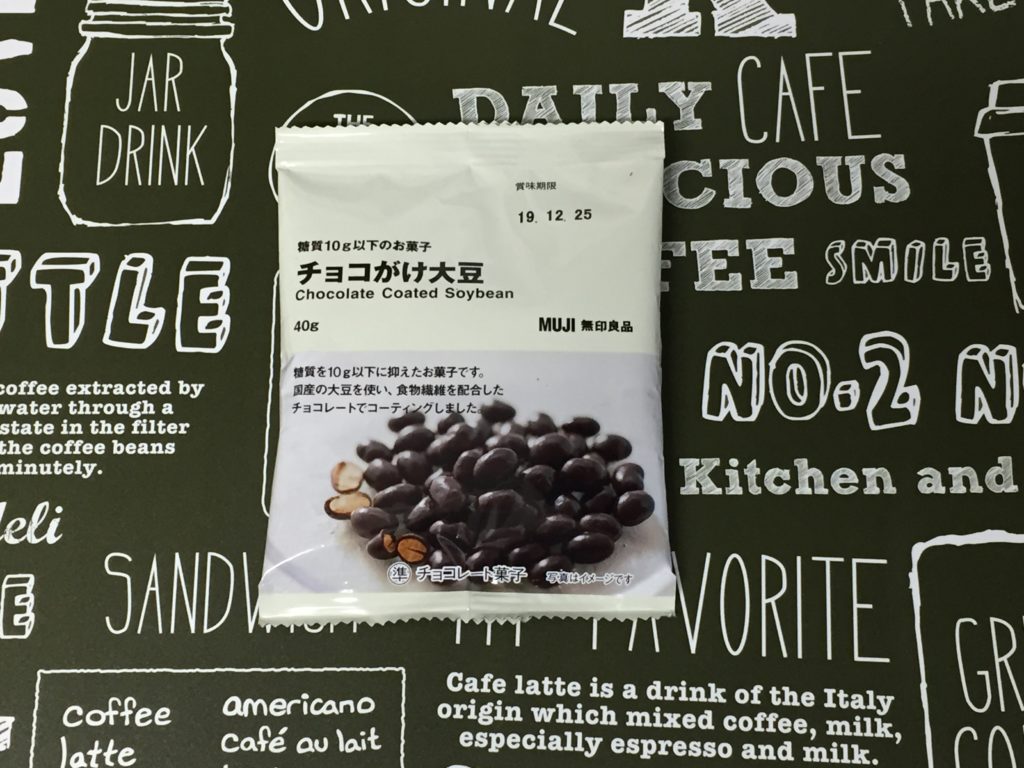 ORIGINAL
TAKE
JAR
DRINK
THE
DAILY
CAFE
CIOUS
FEE
SMILE
TTLE
賞味期限
19. 12. 25
糖質10g以下のお菓子
チョコがけ大豆
Chocolate Coated Soybean
40g
MUJI 無印良品
糖質を10g以下に抑えたお菓子です。
国産の大豆を使い、食物繊維を配合した
チョコレートでコーティングしました。
準 チョコレート菓子
写真はイメージです
NO.2 N
Kitchen and
coffee extracted by
water through a
state in the filter
the coffee beans
minutely.
deli
SANDWICH
FAVORITE
E
GR
CO
coffee
latte
americano
café au lait
Cafe latte is a drink of the Italy
origin which mixed coffee, milk,
especially espresso and milk.